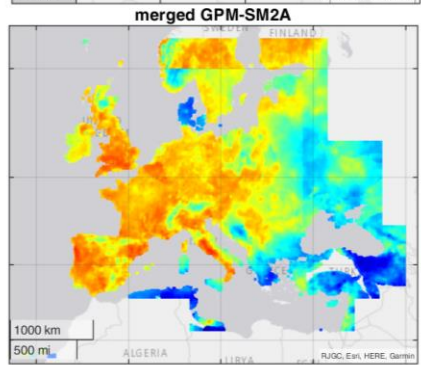 merged GPM-SM2A
SWEDEN
FINLAND
1000 km
500 mi
ALGERIA
LIBYA
RJGC, Esri, HERE, Garmin